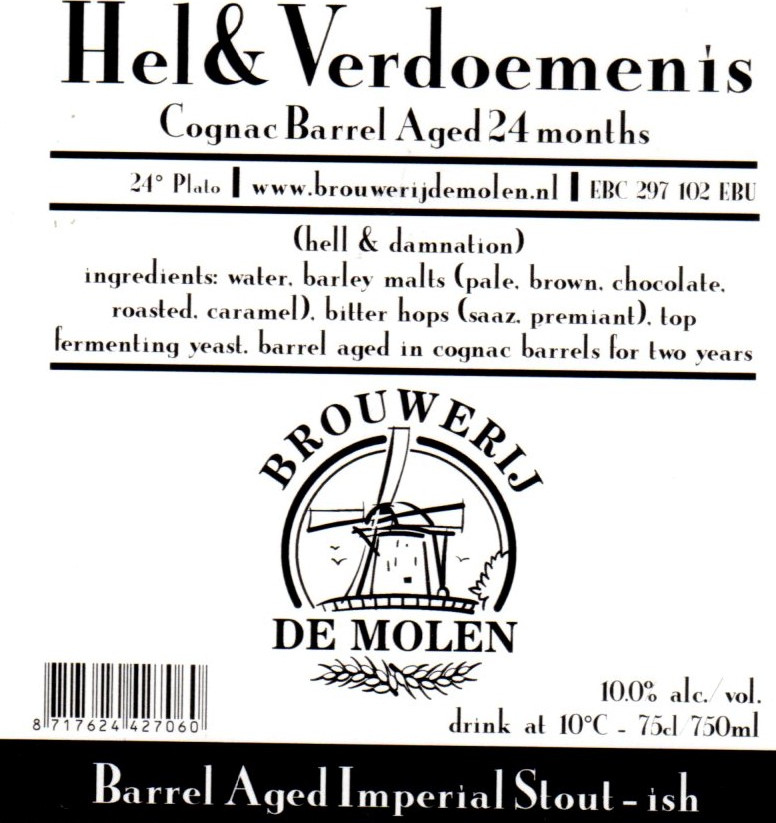 Hel & Verdoemenis
Cognac Barrel Aged 24 months
24° Plato | www.brouwerijdemolen.nl | EBC 297 102 EBU
(hell & damnation)
ingredients: water, barley malts (pale, brown, chocolate,
roasted, caramel), bitter hops (saaz, premiant), top
fermenting yeast. barrel aged in cognac barrels for two years
BROUWERIJ
DE MOLEN
10.0% alc./vol.
drink at 10°C - 75cl/750ml
8 717624 427060
Barrel Aged Imperial Stout - ish